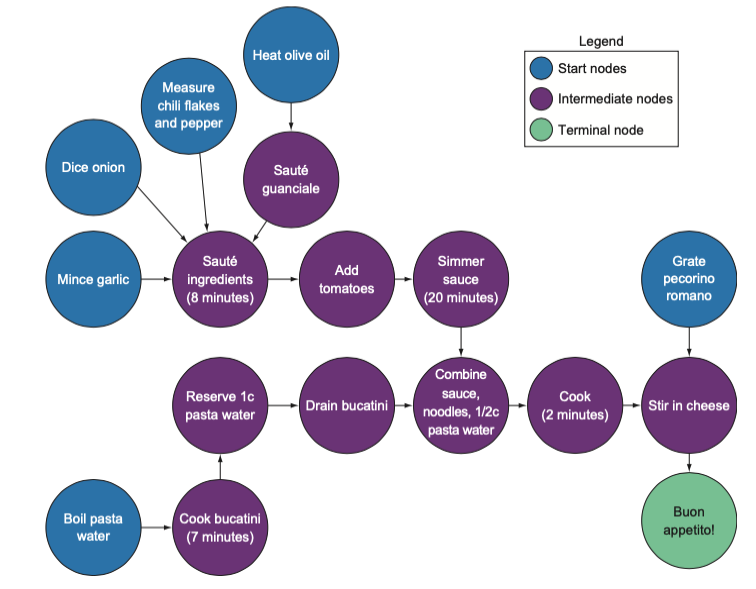 Heat olive oil
Legend
Start nodes
Intermediate nodes
Terminal node
Measure
chili flakes
and pepper
Dice onion
Sauté
guanciale
Mince garlic
Sauté
ingredients
(8 minutes)
Add
tomatoes
Simmer
sauce
(20 minutes)
Grate
pecorino
romano
Reserve 1c
pasta water
Drain bucatini
Combine
sauce,
noodles, 1/2c
pasta water
Cook
(2 minutes)
Stir in cheese
Boil pasta
water
Cook bucatini
(7 minutes)
Buon
appetito!